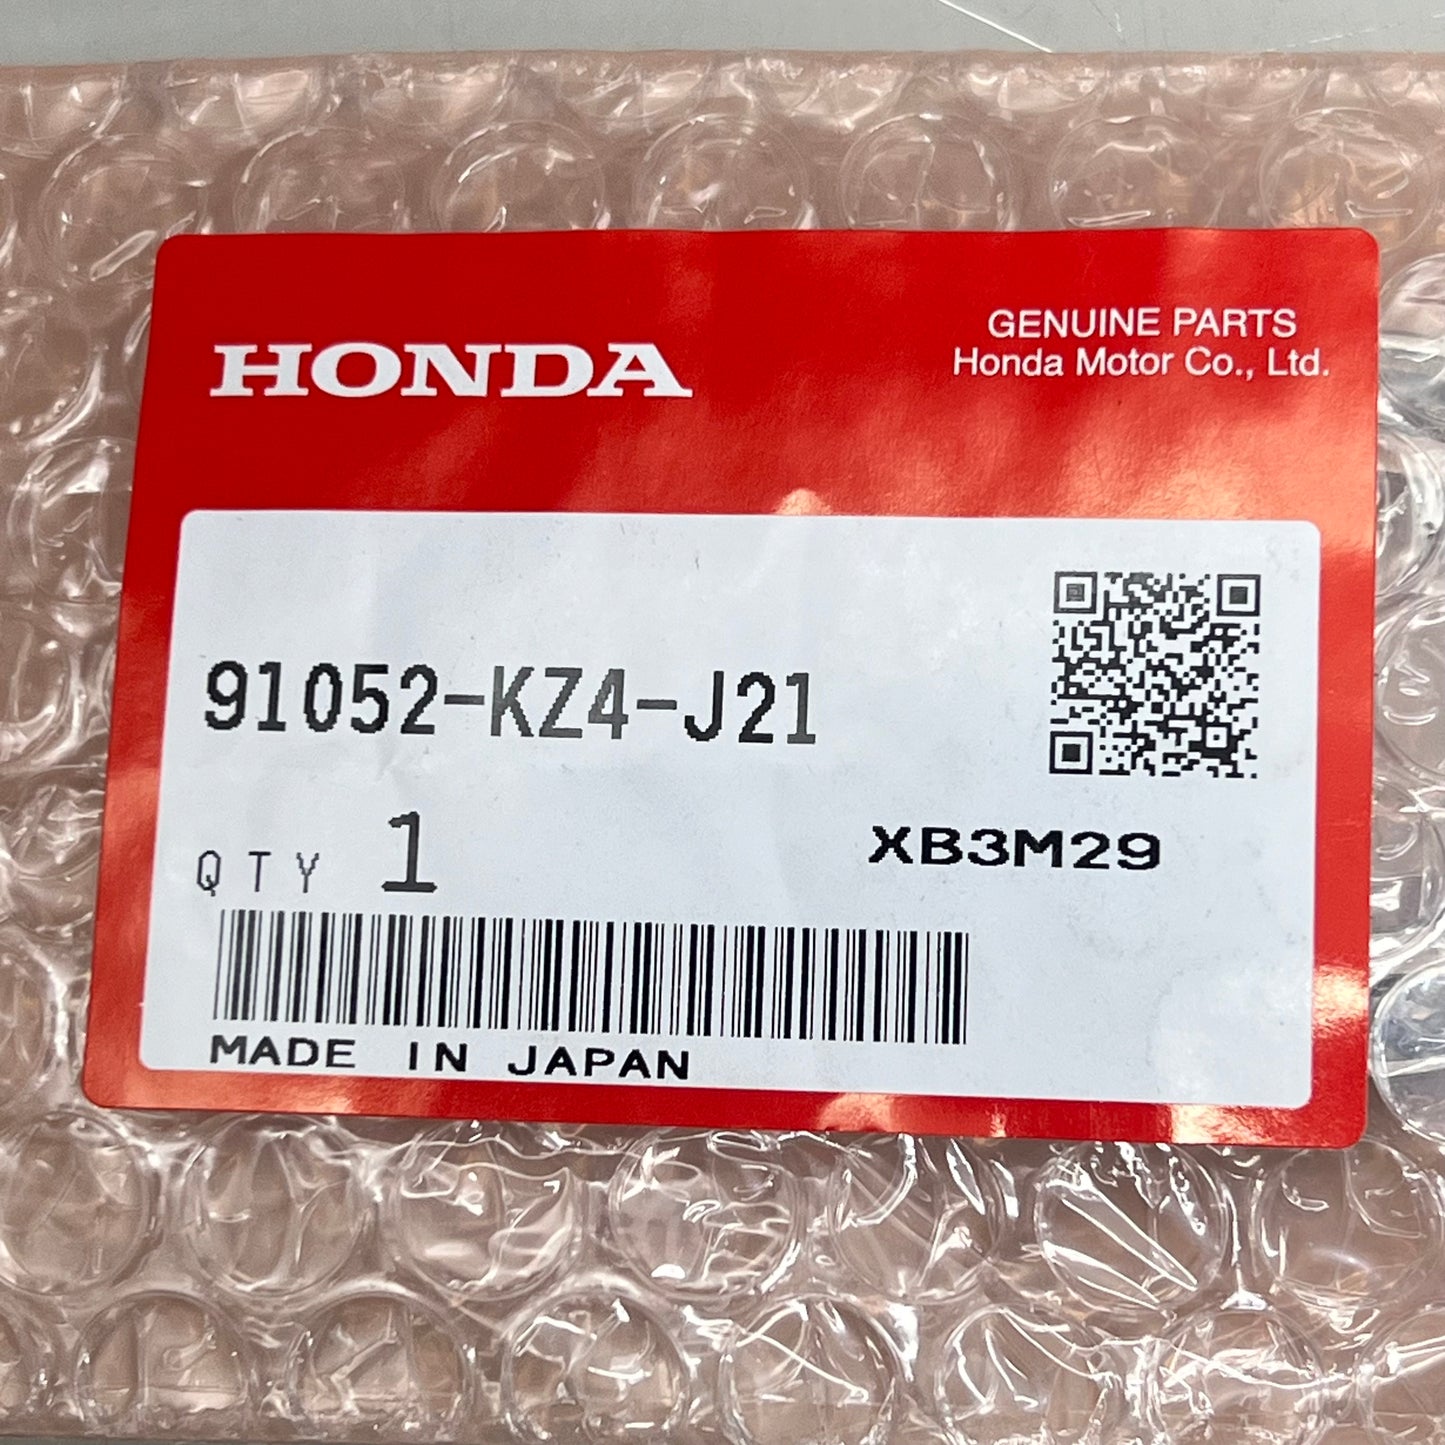 HONDA
GENUINE PARTS
Honda Motor Co., Ltd.
91052-KZ4-J21
QTY 1
XB3M29
MADE IN JAPAN